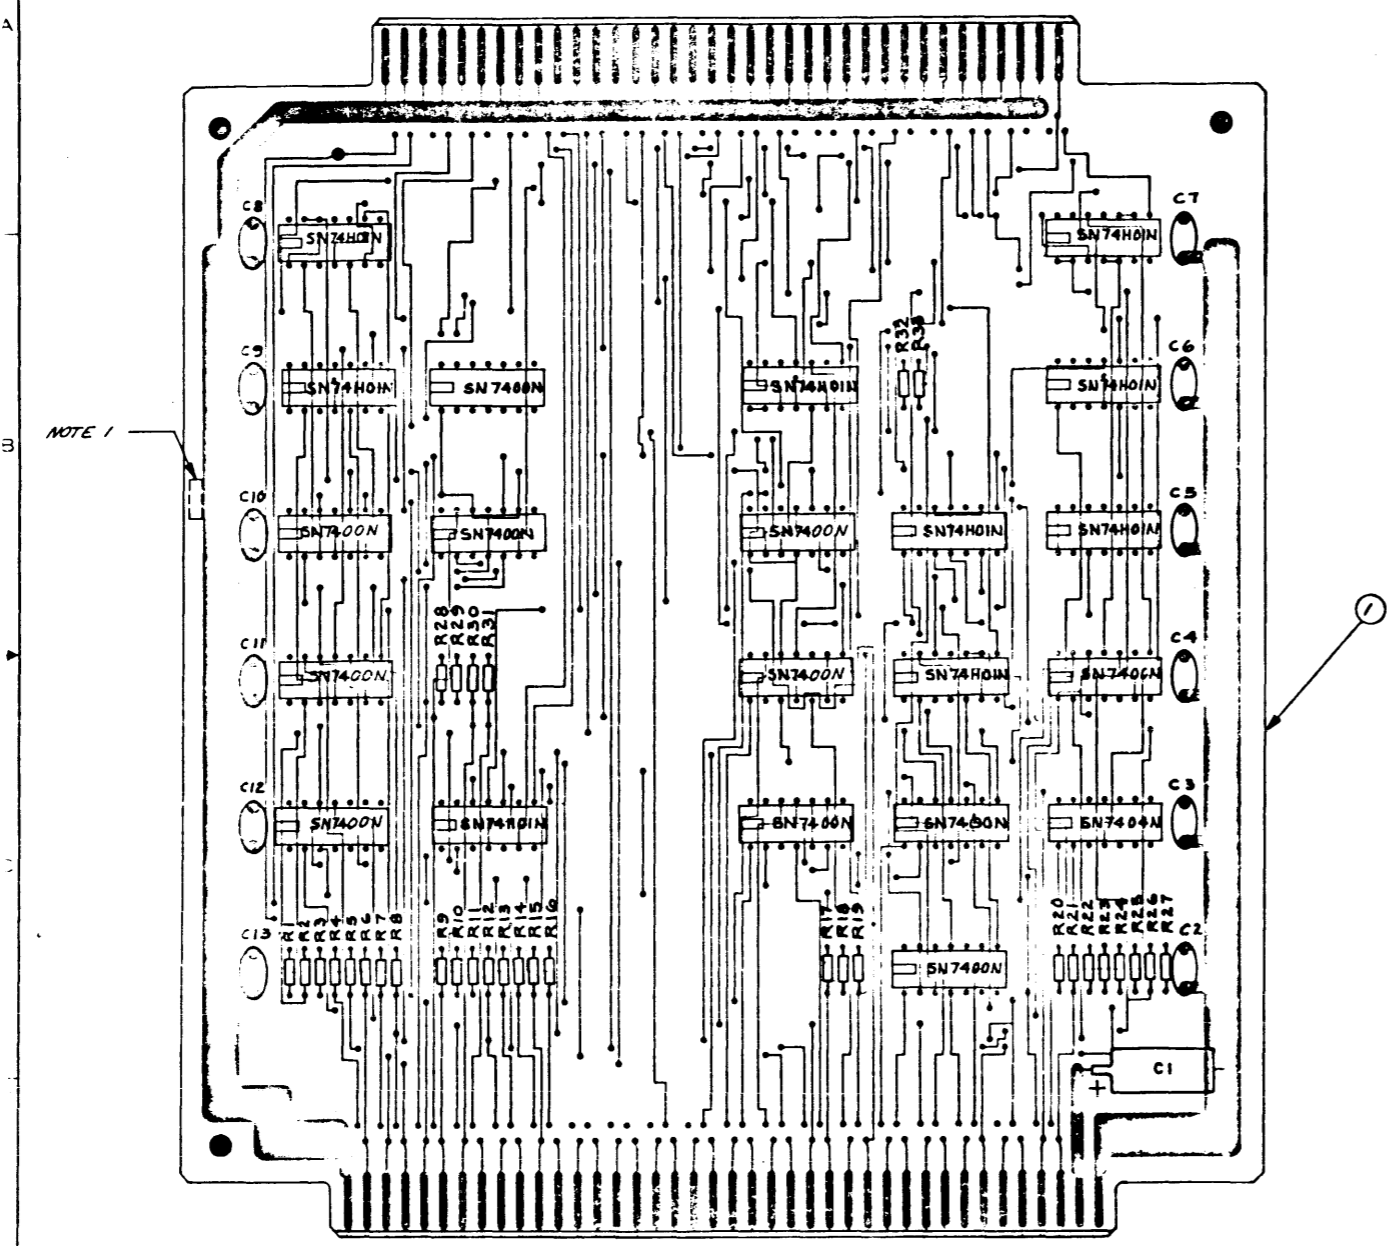 A
C8
SN74H01N
SN74H01N
C7
R32
R33
C9
SN74H01N
SN7400N
SN74H01N
SN74H01N
C6
NOTE 1
B
C10
SN7400N
SN7400N
SN7400N
SN74H01N
SN74H01N
C5
1
C11
SN7400N
R28
R29
R30
R31
SN7400N
SN74H01N
C4
C12
SN7400N
SN74H01N
SN7400N
SN7404N
C3
C
C13
R1
R2
R3
R4
R5
R6
R7
R8
R9
R10
R11
R12
R13
R14
R15
R16
R17
R18
R19
SN7400N
R20
R21
R22
R23
R24
R25
R26
R27
C2
+
C1